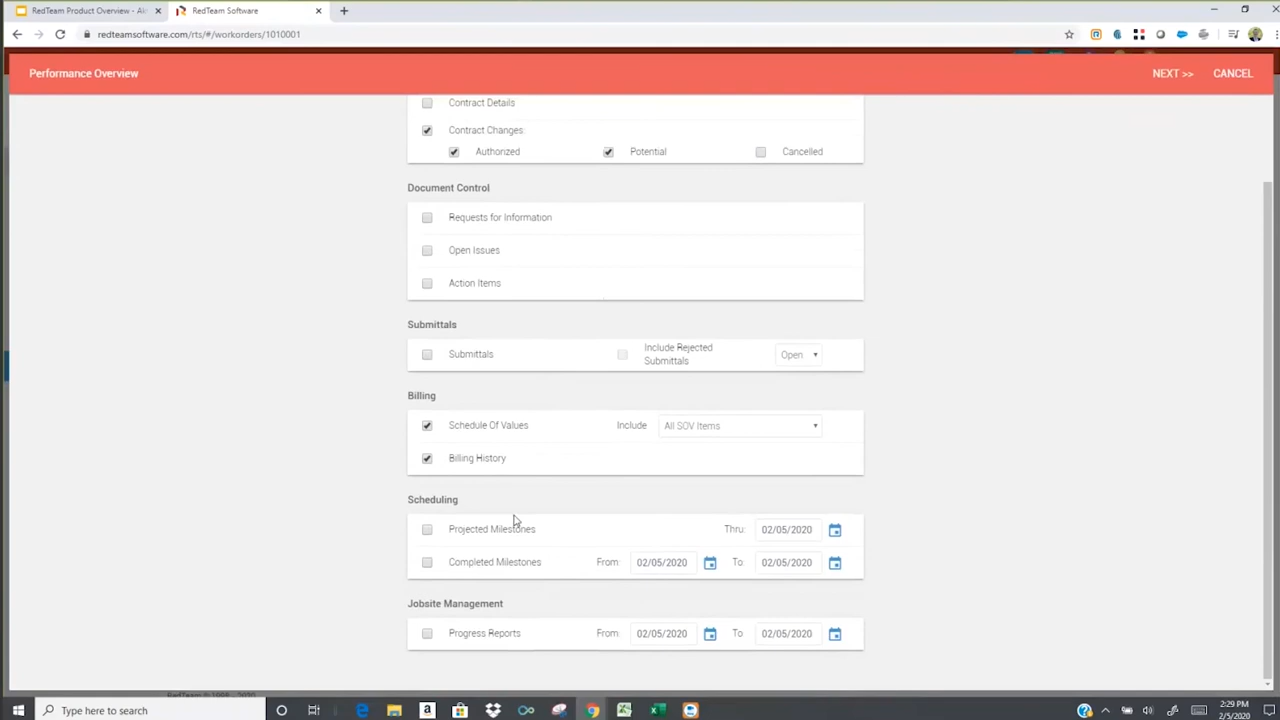 RedTeam Product Overview - Ak
RedTeam Software
redteamsoftware.com/rts/#/workorders/1010001
Performance Overview
NEXT >>
CANCEL
Contract Details
Contract Changes:
Authorized
Potential
Cancelled
Document Control
Requests for Information
Open Issues
Action Items
Submittals
Submittals
Include Rejected
Submittals
Open
Billing
Schedule Of Values
Include
All SOV Items
Billing History
Scheduling
Projected Milestones
Thru:
02/05/2020
Completed Milestones
From:
02/05/2020
To:
02/05/2020
Jobsite Management
Progress Reports
From:
02/05/2020
To
02/05/2020
RedTeam © 1998 - 2020
Type here to search
2:29 PM
2/5/2020